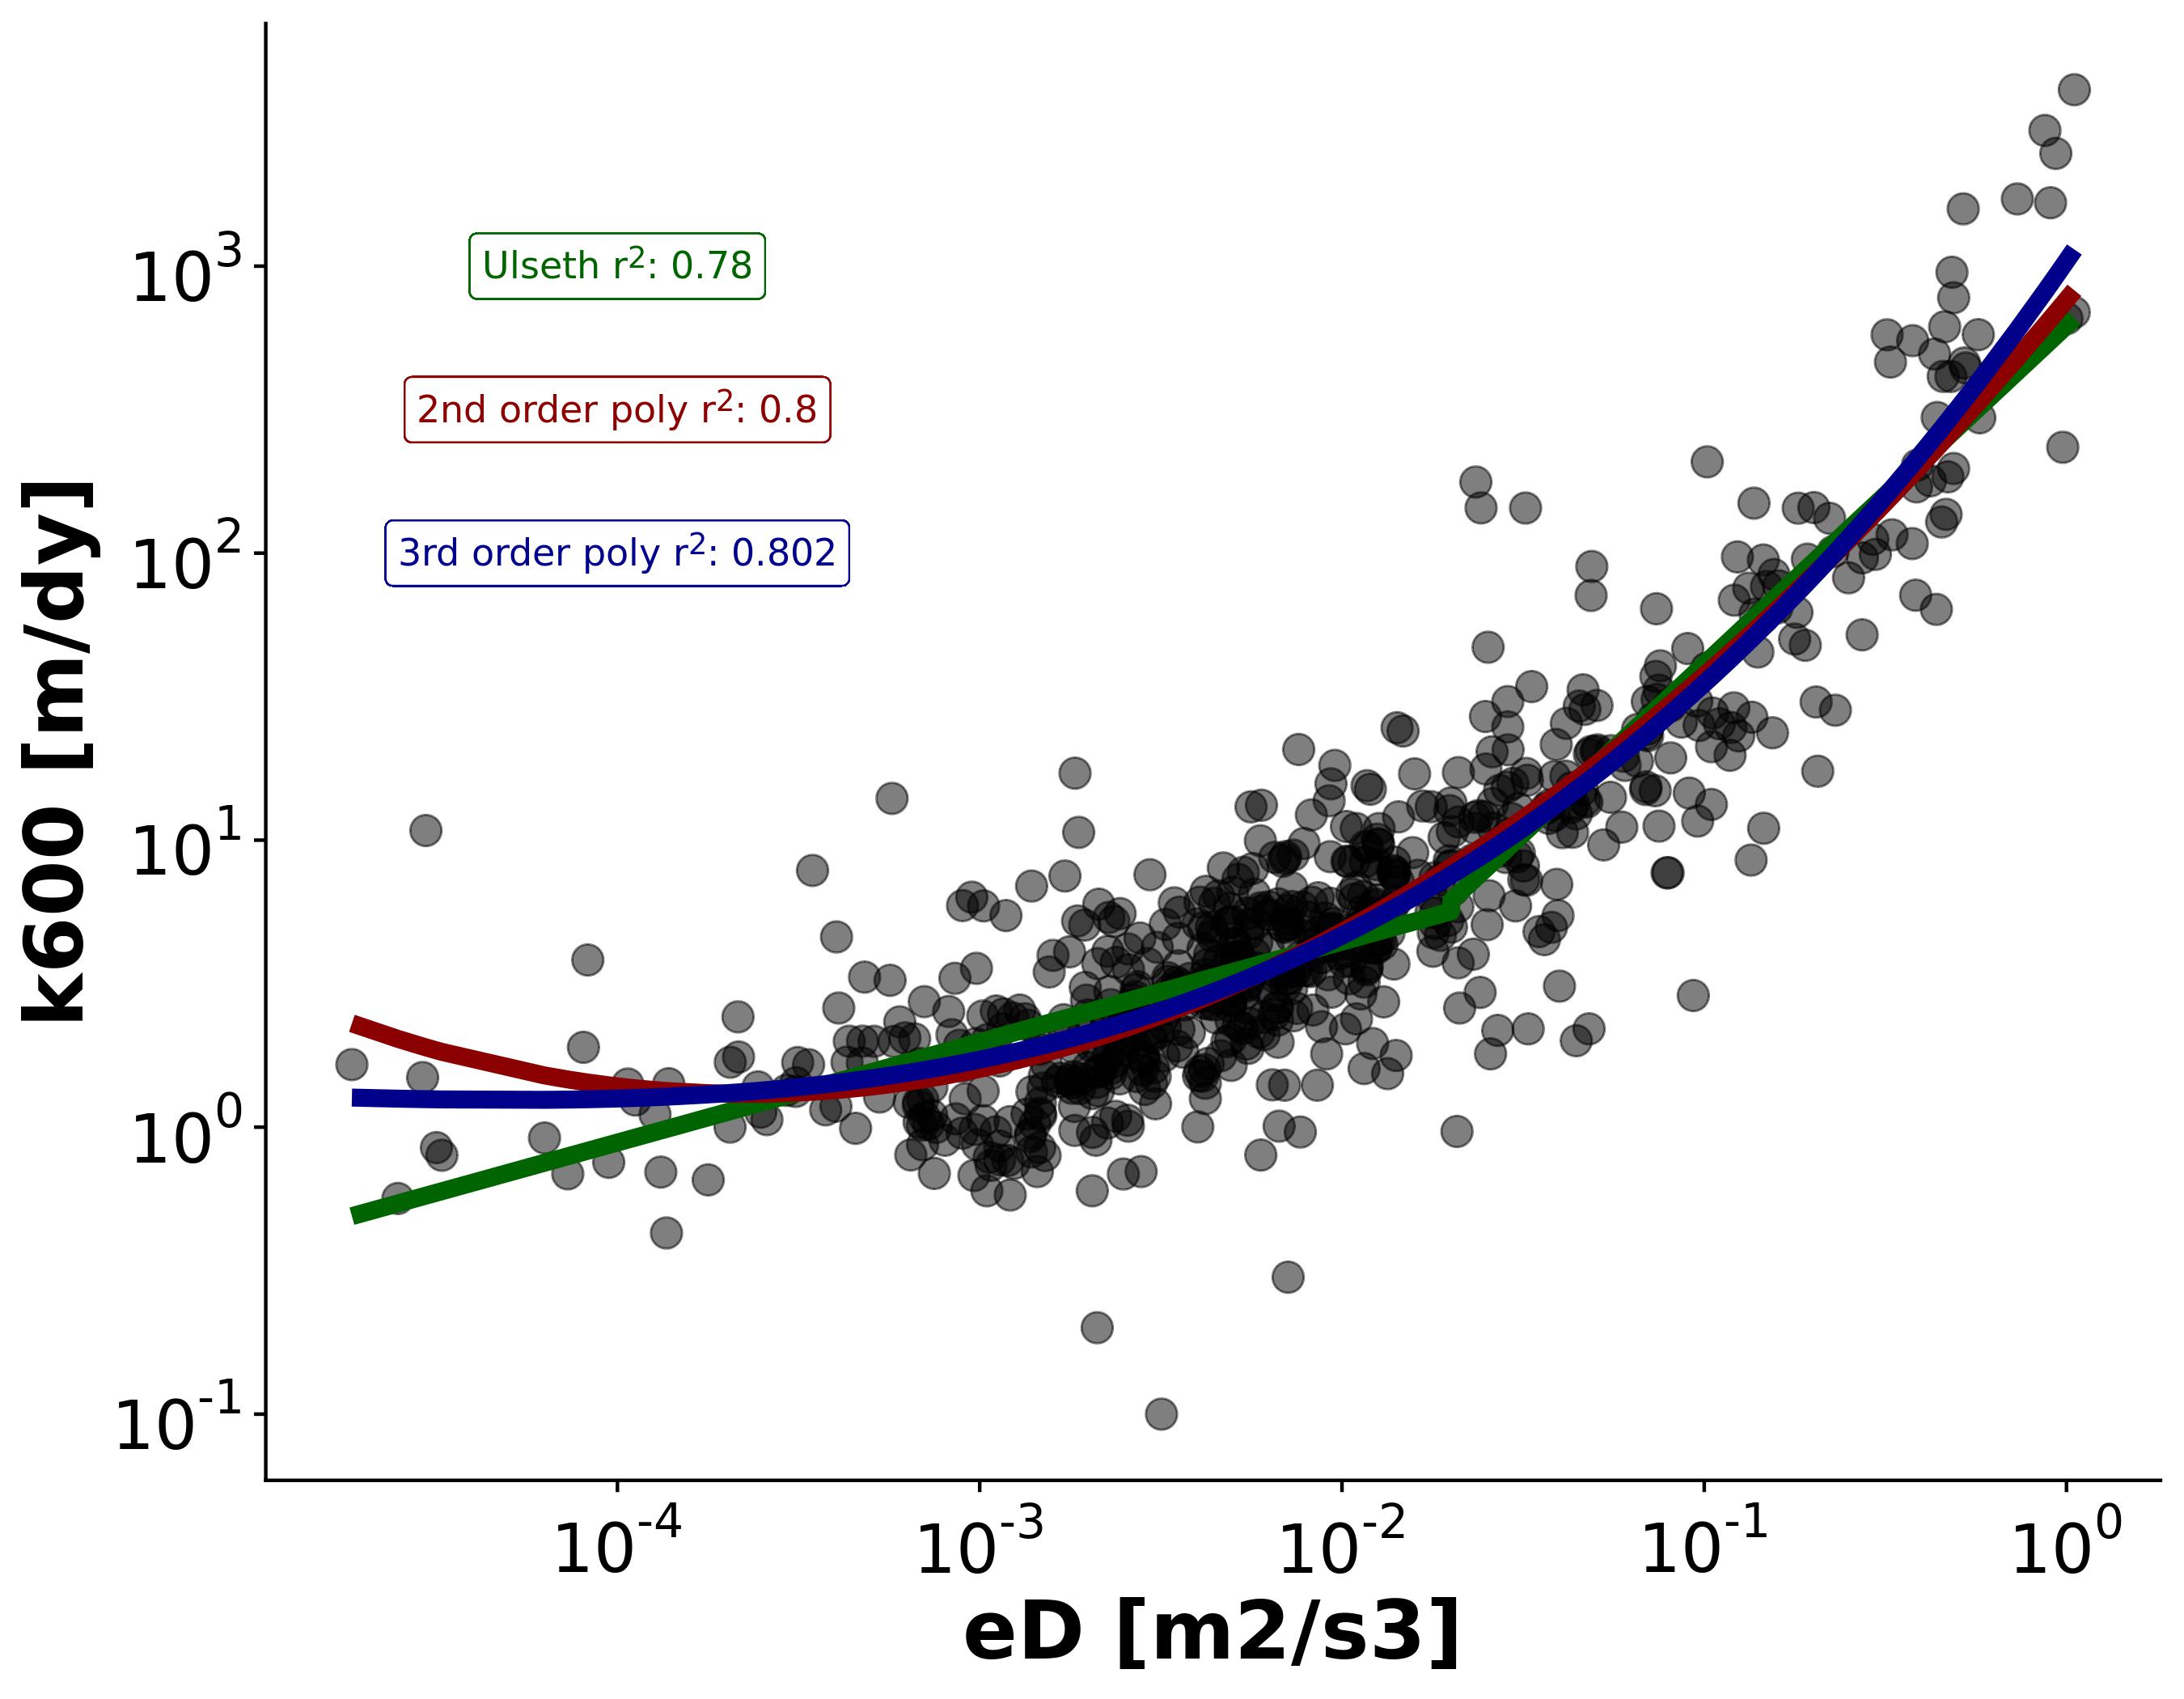 k600 [m/dy]
10^3
10^2
10^1
10^0
10^-1
Ulseth r²: 0.78
2nd order poly r²: 0.8
3rd order poly r²: 0.802
10^-4 10^-3 10^-2 10^-1 10^0
eD [m2/s3]